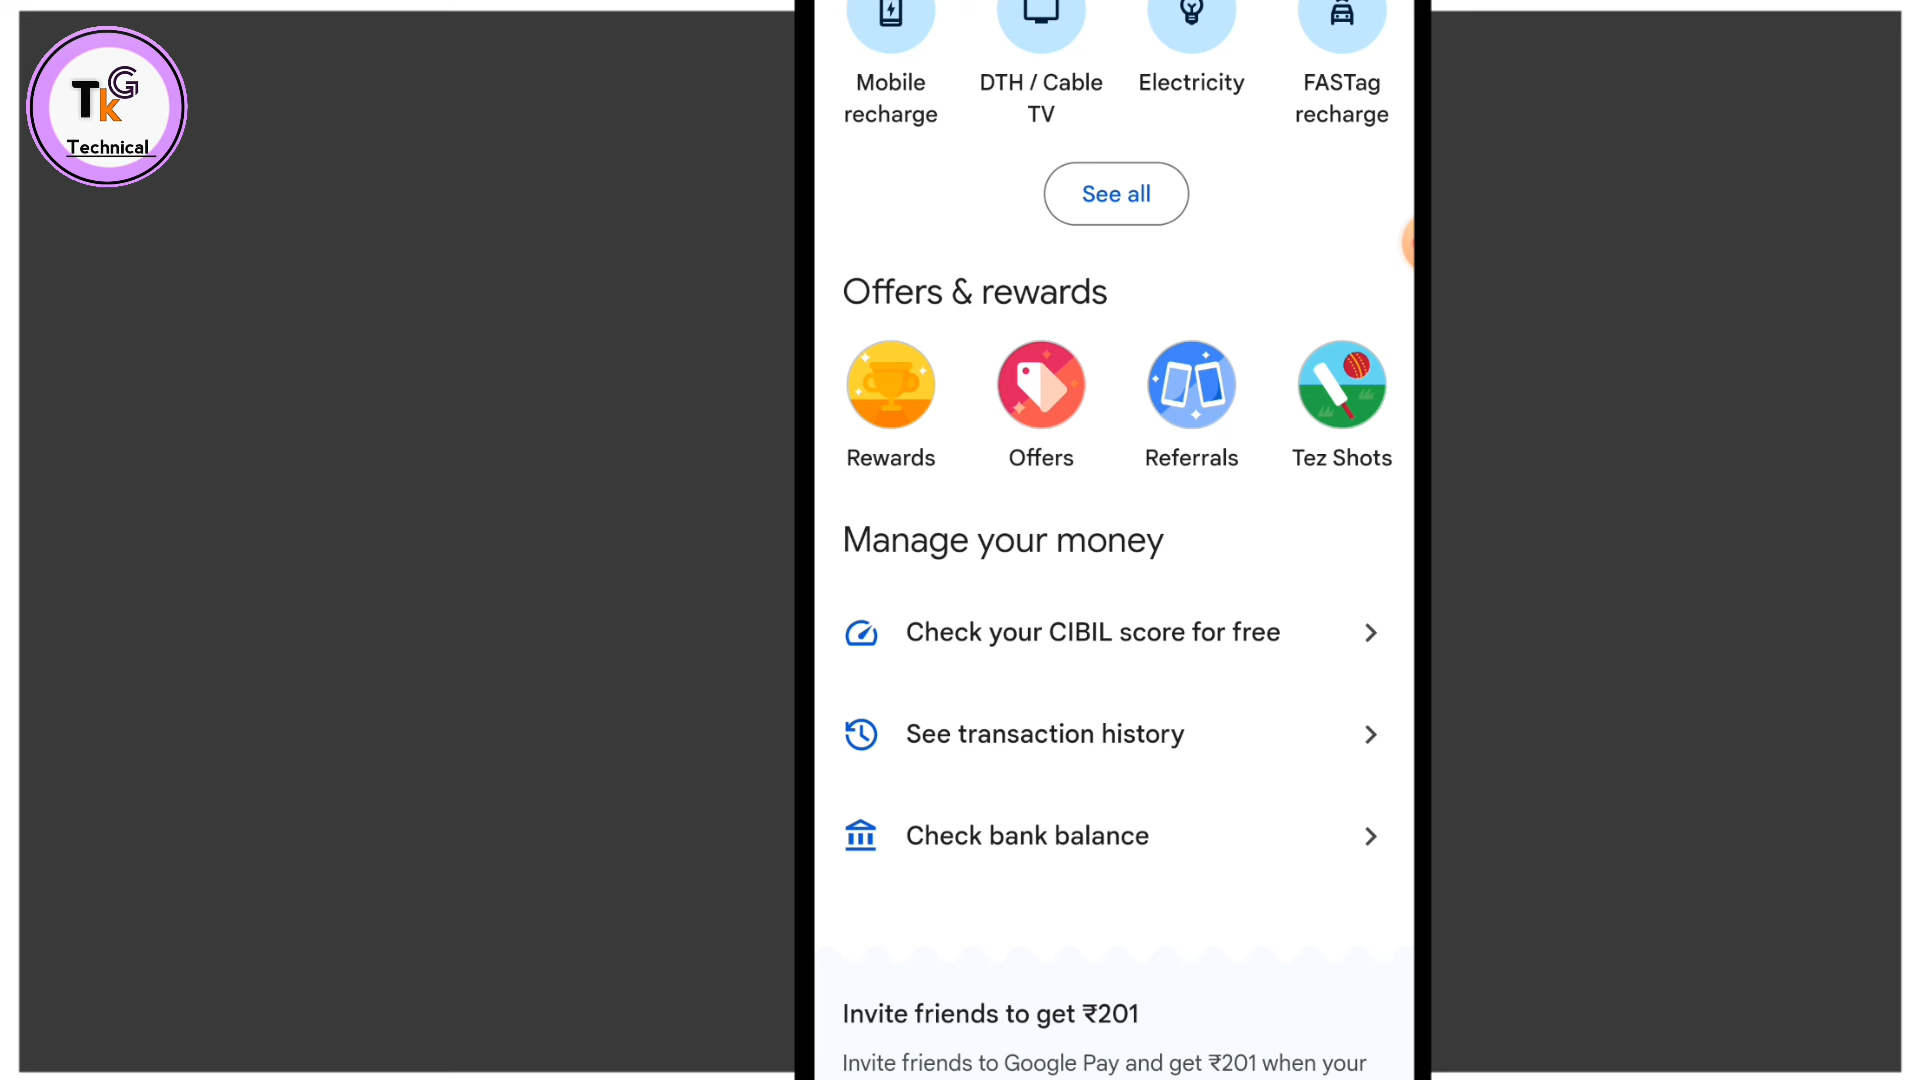 TkG
Technical
Mobile recharge
DTH / Cable TV
Electricity
FASTag recharge
See all
Offers & rewards
Rewards
Offers
Referrals
Tez Shots
Manage your money
Check your CIBIL score for free
See transaction history
Check bank balance
Invite friends to get ₹201
Invite friends to Google Pay and get ₹201 when your